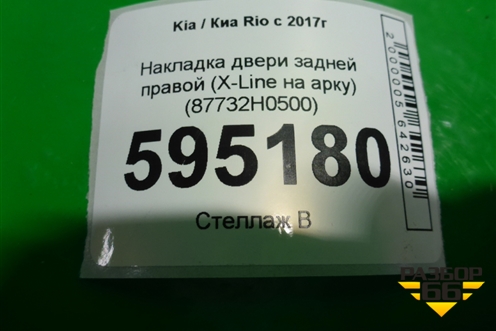 Kia / Киа Rio с 2017г
Накладка двери задней
правой (X-Line на арку)
(87732H0500)
595180
Стеллаж В
2000005642630
РАЗБОР
66